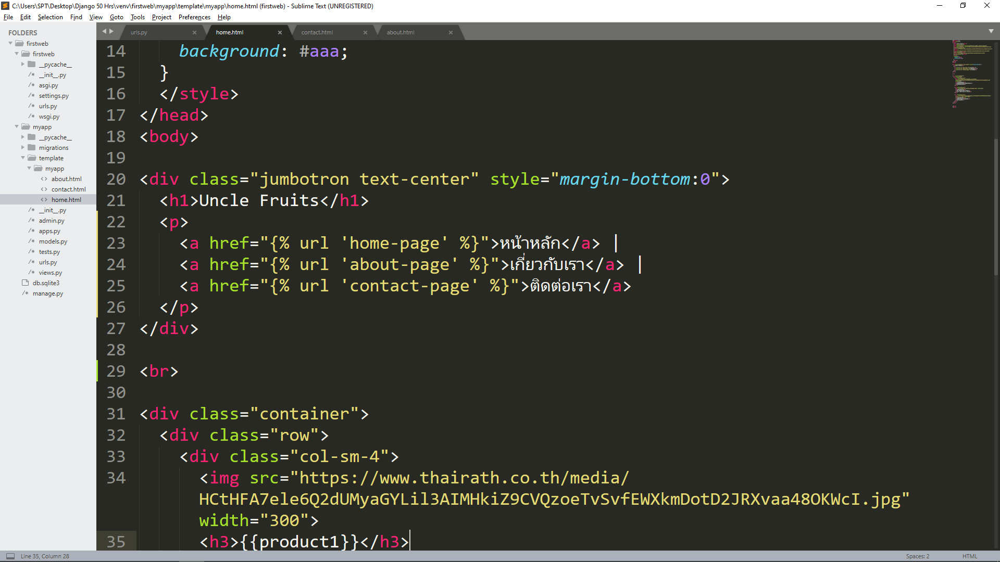 C:\Users\SPT\Desktop\Django 50 Hrs\venv\firstweb\myapp\template\myapp\home.html (firstweb) - Sublime Text (UNREGISTERED)
File Edit Selection Find View Goto Tools Project Preferences Help
FOLDERS
firstweb
firstweb
__pycache__
/* __init__.py
/* asgi.py
/* settings.py
/* urls.py
/* wsgi.py
myapp
__pycache__
migrations
template
myapp
<> about.html
<> contact.html
<> home.html
/* __init__.py
/* admin.py
/* apps.py
/* models.py
/* tests.py
/* urls.py
/* views.py
db.sqlite3
/* manage.py
urls.py × home.html × contact.html × about.html ×
14 background: #aaa;
15 }
16 </style>
17 </head>
18 <body>
19
20 <div class="jumbotron text-center" style="margin-bottom:0">
21 <h1>Uncle Fruits</h1>
22 <p>
23 <a href="{% url 'home-page' %}">หน้าหลัก</a> |
24 <a href="{% url 'about-page' %}">เกี่ยวกับเรา</a> |
25 <a href="{% url 'contact-page' %}">ติดต่อเรา</a>
26 </p>
27 </div>
28
29 <br>
30
31 <div class="container">
32 <div class="row">
33 <div class="col-sm-4">
34 <img src="https://www.thairath.co.th/media/
HCtHFA7ele6Q2dUMyaGYLil3AIMHkiZ9CVQzoeTvSvfEWXkmDotD2JRXvaa48OKWcI.jpg"
width="300">
35 <h3>{{product1}}</h3>
Line 35, Column 28
Spaces: 2 HTML